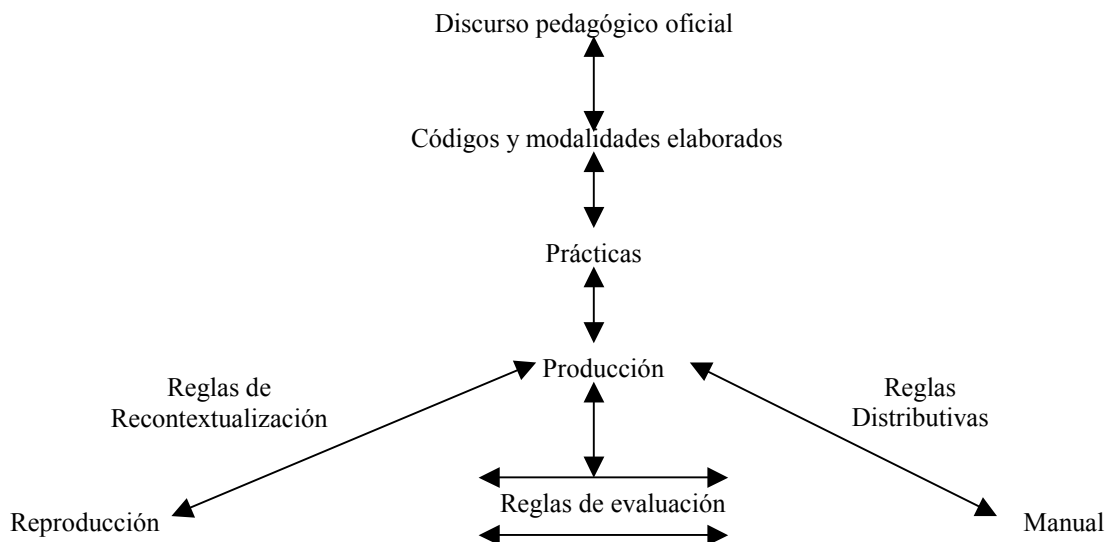 Discurso pedagógico oficial
Códigos y modalidades elaborados
Prácticas
Producción
Reglas de
Recontextualización
Reglas
Distributivas
Reglas de evaluación
Reproducción
Manual